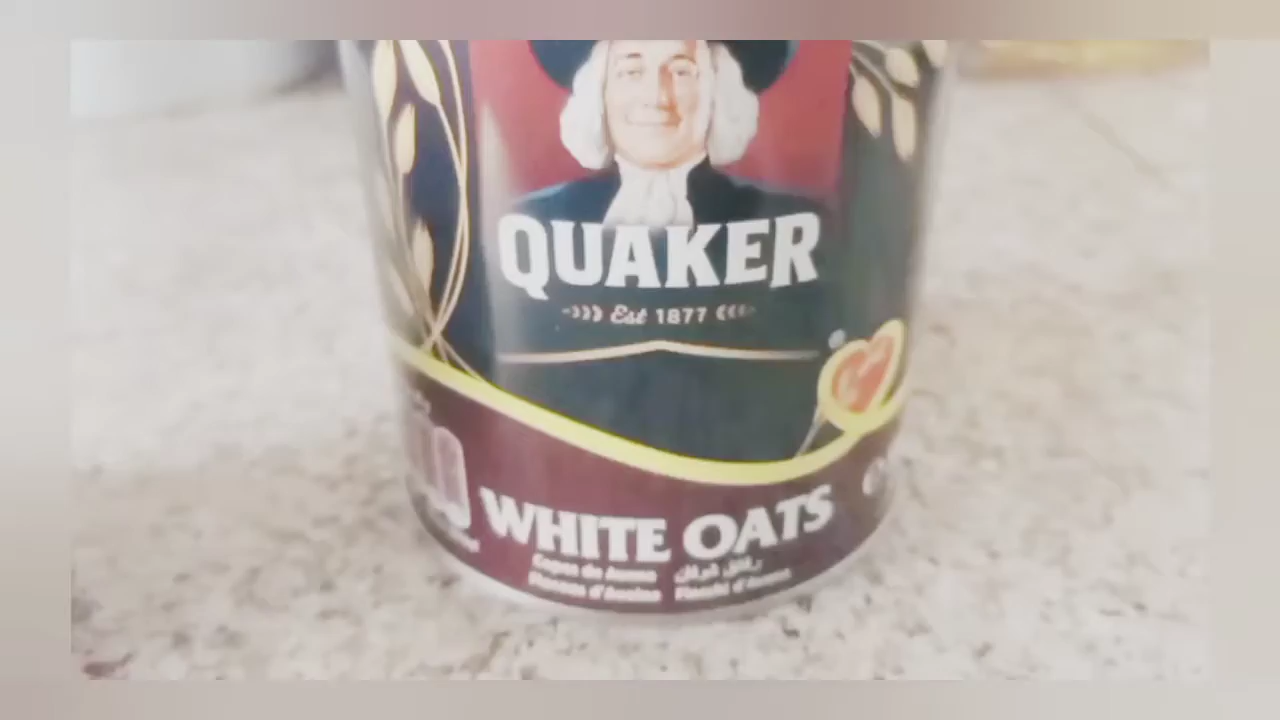 QUAKER
Est 1877
WHITE OATS
Copos de Avena
رقائق شوفان
Flocons d'Avoine
Fiocchi d'Avena